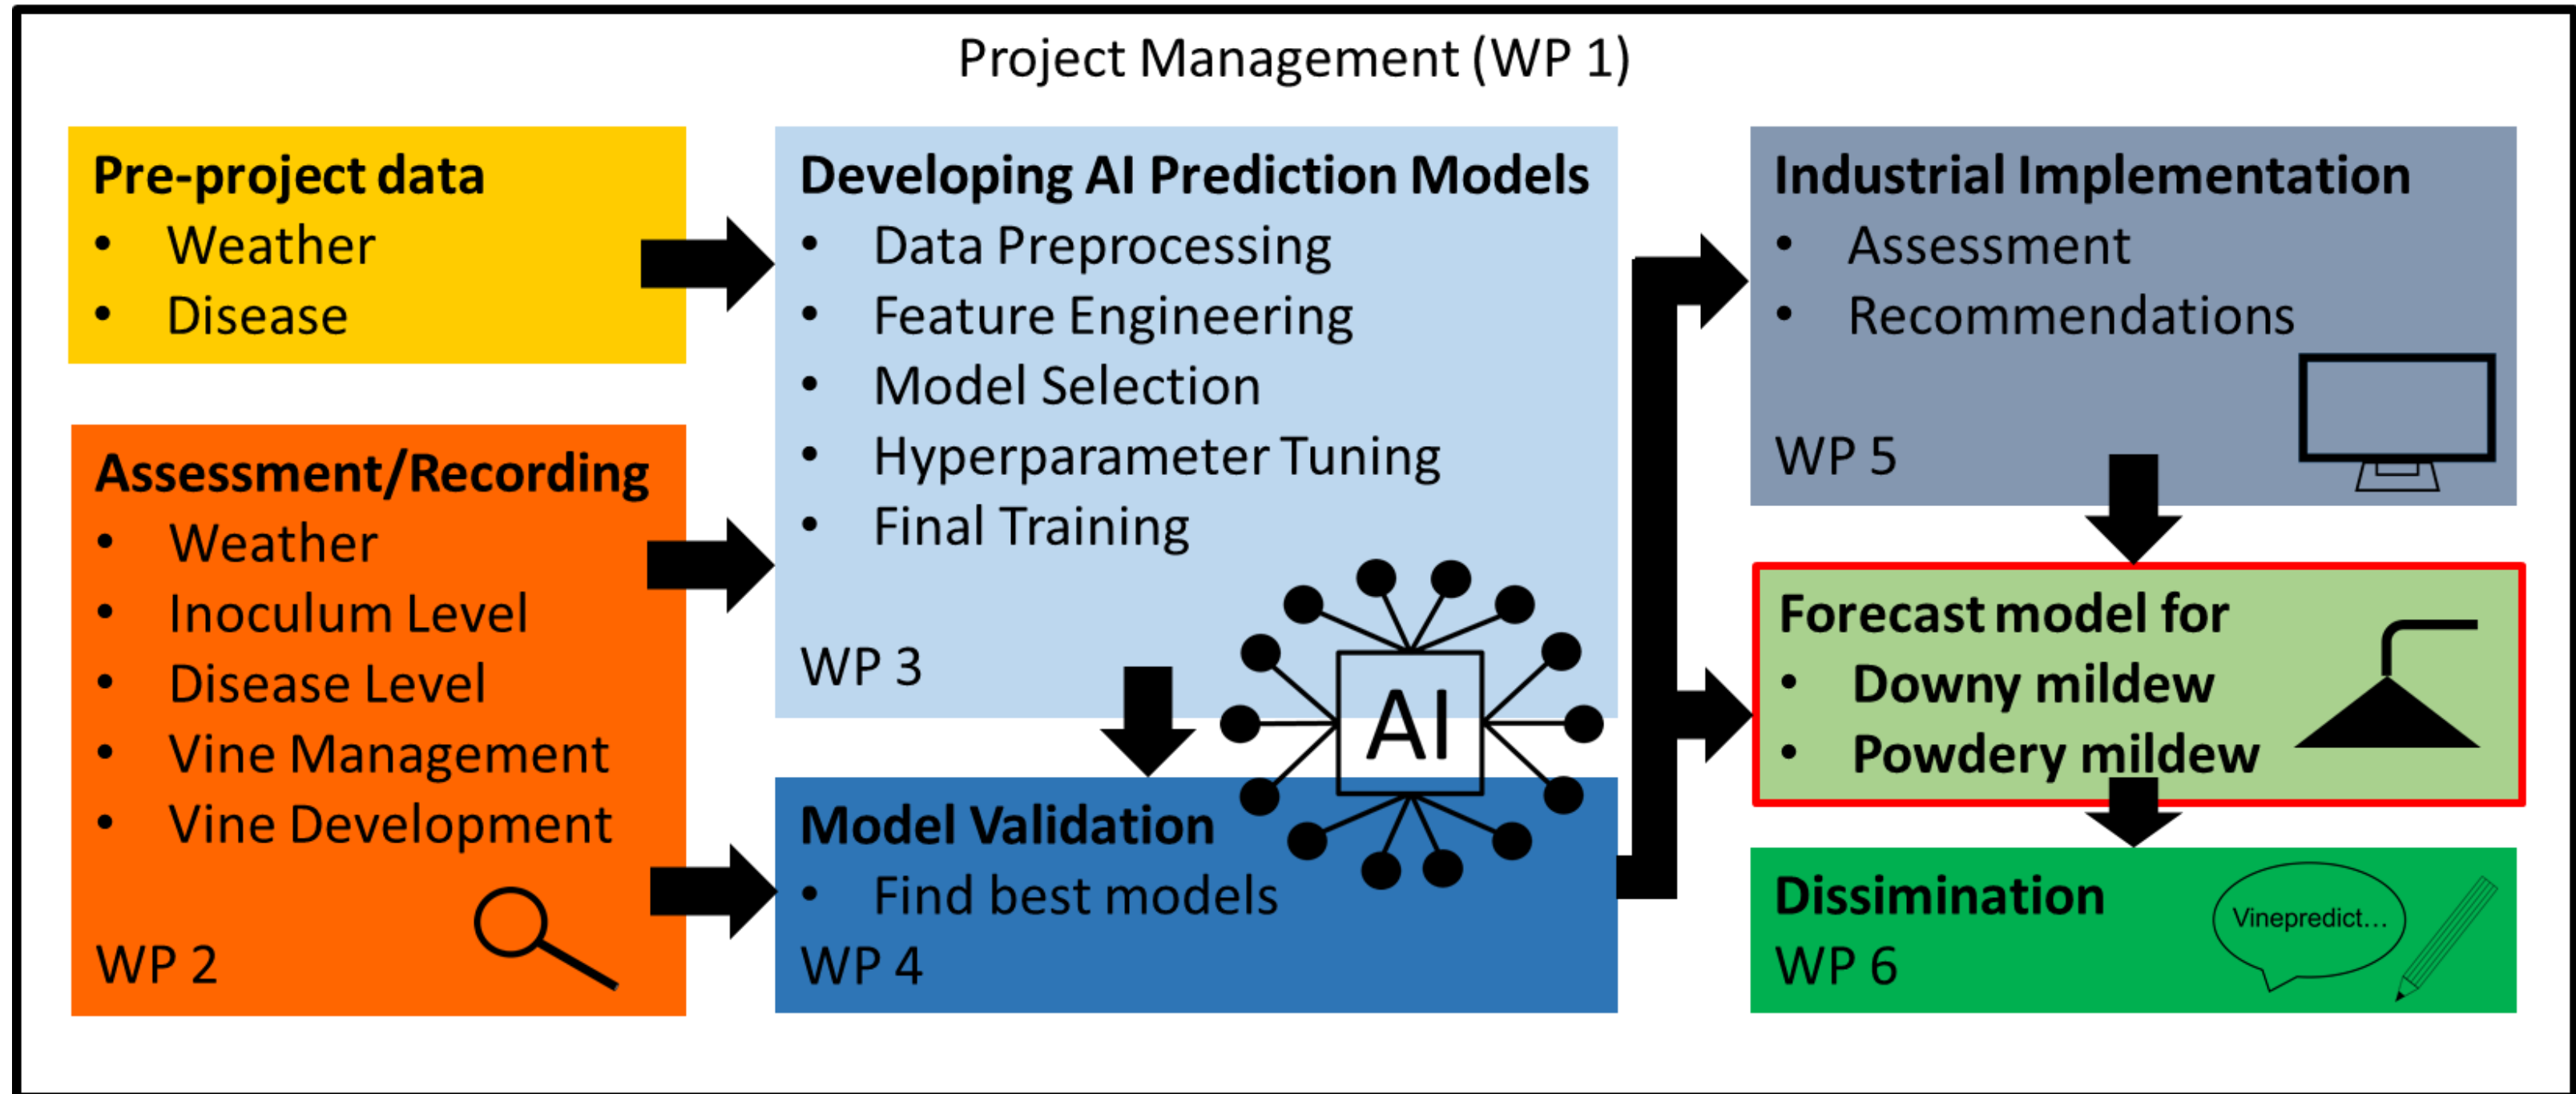 Project Management (WP 1)
Pre-project data
• Weather
• Disease
Assessment/Recording
• Weather
• Inoculum Level
• Disease Level
• Vine Management
• Vine Development
WP 2
Developing AI Prediction Models
• Data Preprocessing
• Feature Engineering
• Model Selection
• Hyperparameter Tuning
• Final Training
WP 3
AI
Model Validation
• Find best models
WP 4
Industrial Implementation
• Assessment
• Recommendations
WP 5
Forecast model for
• Downy mildew
• Powdery mildew
Dissimination
WP 6
Vinepredict...